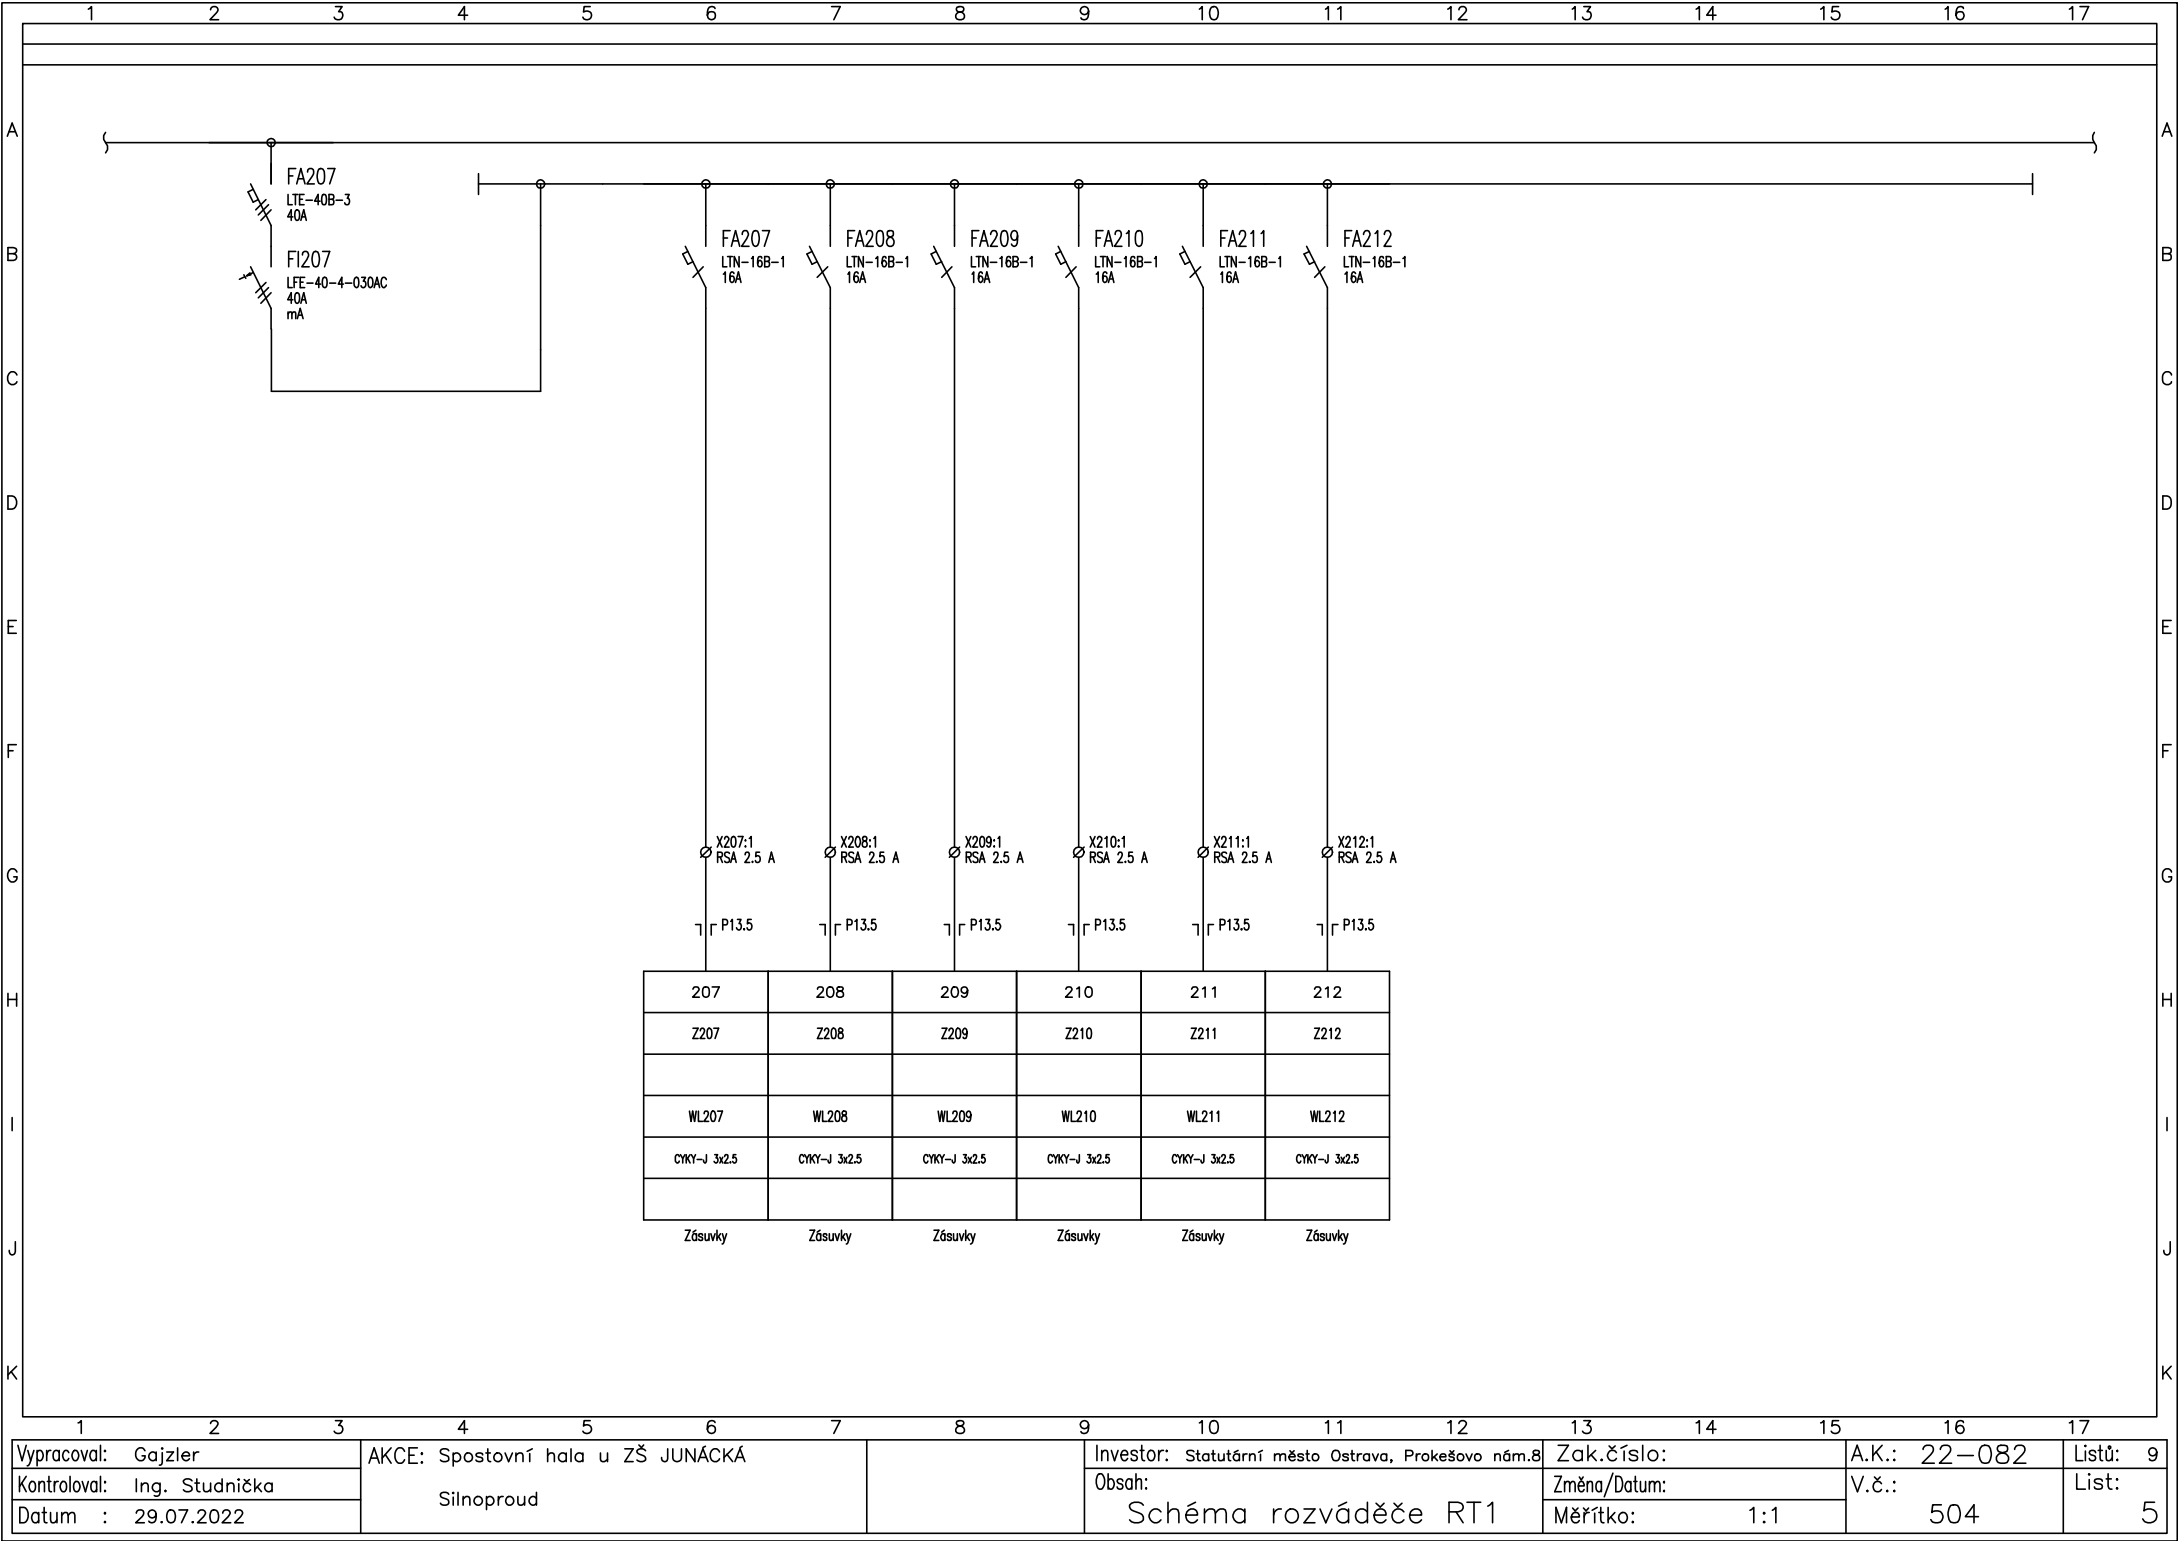 1 2 3 4 5 6 7 8 9 10 11 12 13 14 15 16 17
A A
FA207
LTE-40B-3
40A
FI207
LFE-40-4-030AC
40A
mA
B B
FA207 FA208 FA209 FA210 FA211 FA212
LTN-16B-1 LTN-16B-1 LTN-16B-1 LTN-16B-1 LTN-16B-1 LTN-16B-1
16A 16A 16A 16A 16A 16A
C C
D D
E E
F F
X207:1 X208:1 X209:1 X210:1 X211:1 X212:1
RSA 2.5 A RSA 2.5 A RSA 2.5 A RSA 2.5 A RSA 2.5 A RSA 2.5 A
G G
P13.5 P13.5 P13.5 P13.5 P13.5 P13.5
H 207 208 209 210 211 212 H
Z207 Z208 Z209 Z210 Z211 Z212
I WL207 WL208 WL209 WL210 WL211 WL212 I
CYKY-J 3x2.5 CYKY-J 3x2.5 CYKY-J 3x2.5 CYKY-J 3x2.5 CYKY-J 3x2.5 CYKY-J 3x2.5
Zásuvky Zásuvky Zásuvky Zásuvky Zásuvky Zásuvky
J J
K K
1 2 3 4 5 6 7 8 9 10 11 12 13 14 15 16 17
Vypracoval: Gajzler
Kontroloval: Ing. Studnička
Datum : 29.07.2022
AKCE: Spostovní hala u ZŠ JUNÁCKÁ
Silnoproud
Investor: Statutární město Ostrava, Prokešovo nám.8
Obsah:
Schéma rozváděče RT1
Zak.číslo:
Změna/Datum:
Měřítko: 1:1
A.K.: 22-082
V.č.:
504
Listů: 9
List:
5